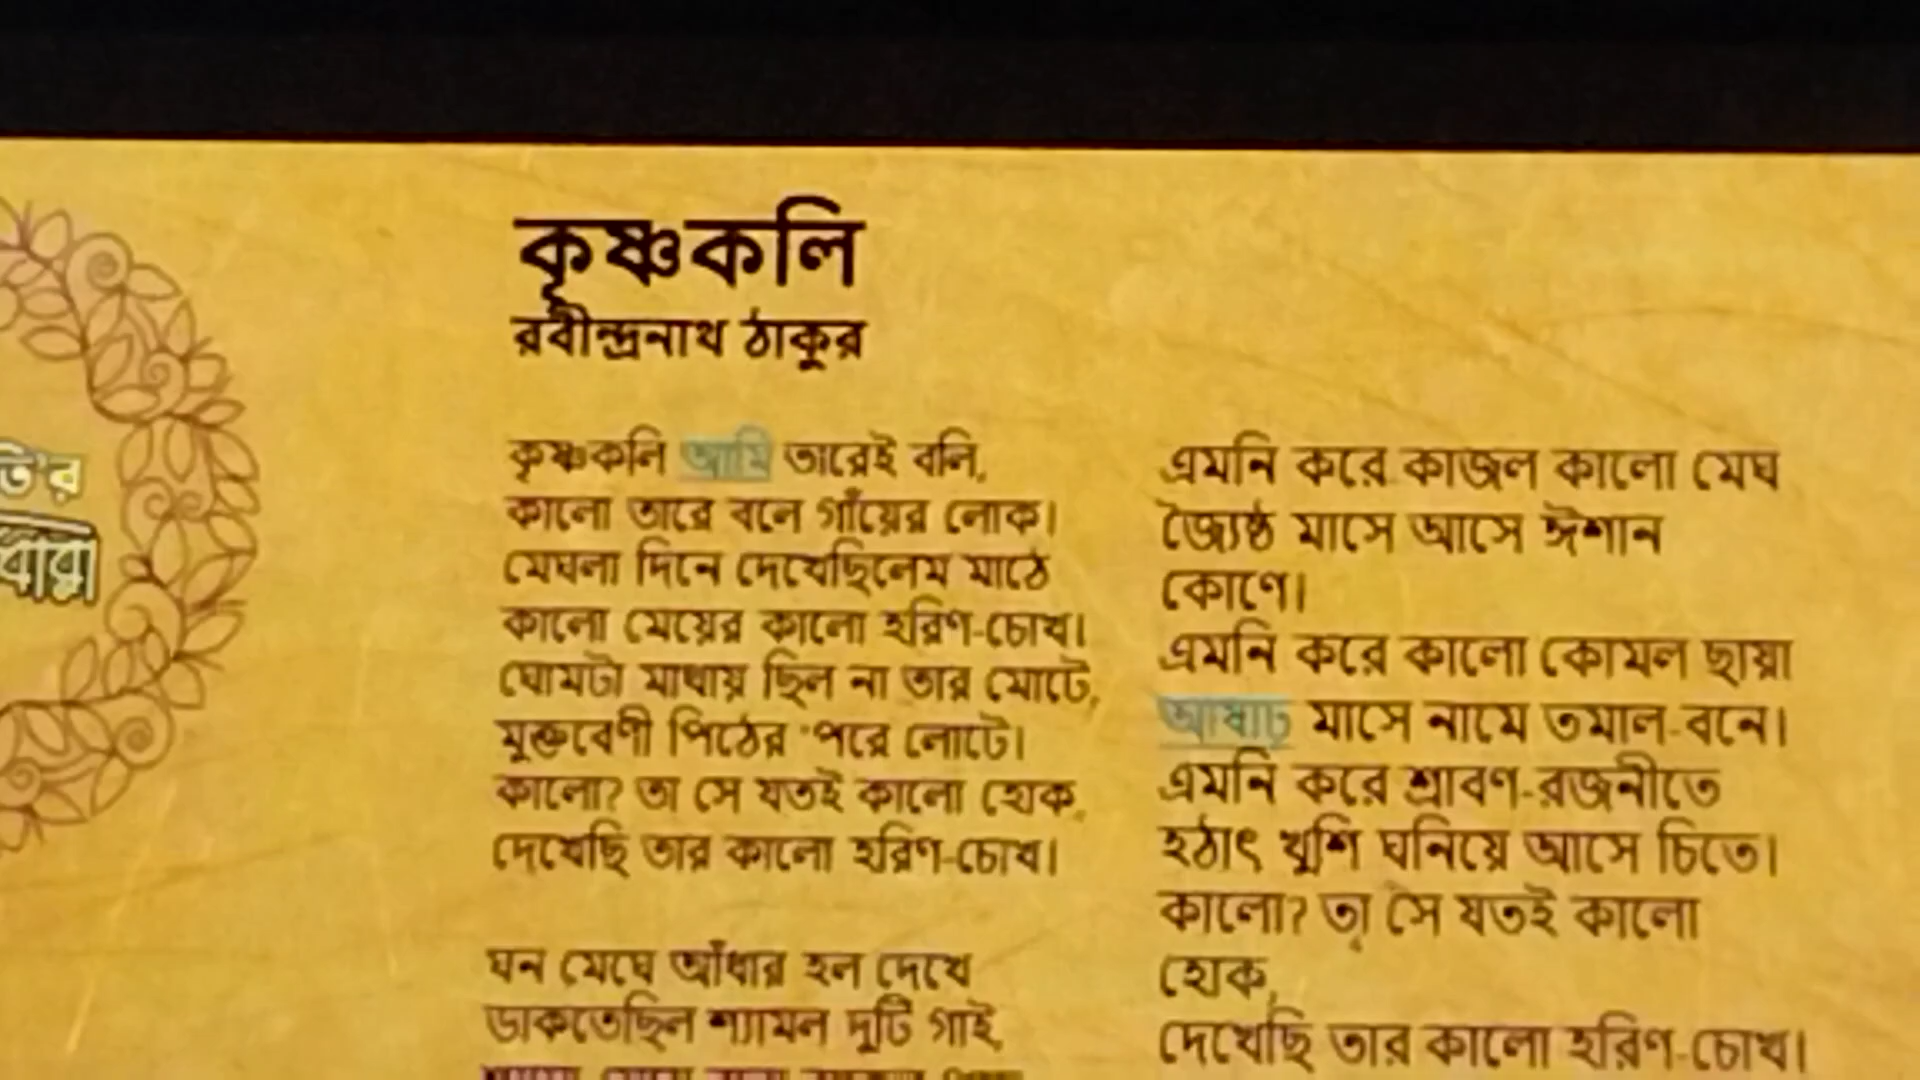 কৃষ্ণকলি
রবীন্দ্রনাথ ঠাকুর
কৃষ্ণকলি আমি তারেই বলি,
কালো তারে বলে গাঁয়ের লোক।
মেঘলা দিনে দেখেছিলেম মাঠে
কালো মেয়ের কালো হরিণ-চোখ।
ঘোমটা মাথায় ছিল না তার মোটে,
মুক্তবেণী পিঠের 'পরে লোটে।
কালো? তা সে যতই কালো হোক,
দেখেছি তার কালো হরিণ-চোখ।
ঘন মেঘে আঁধার হল দেখে
ডাকতেছিল শ্যামল দুটি গাই,
এমনি করে কাজল কালো মেঘ
জ্যৈষ্ঠ মাসে আসে ঈশান
কোণে।
এমনি করে কালো কোমল ছায়া
আষাঢ় মাসে নামে তমাল-বনে।
এমনি করে শ্রাবণ-রজনীতে
হঠাৎ খুশি ঘনিয়ে আসে চিতে।
কালো? তা সে যতই কালো
হোক,
দেখেছি তার কালো হরিণ-চোখ।